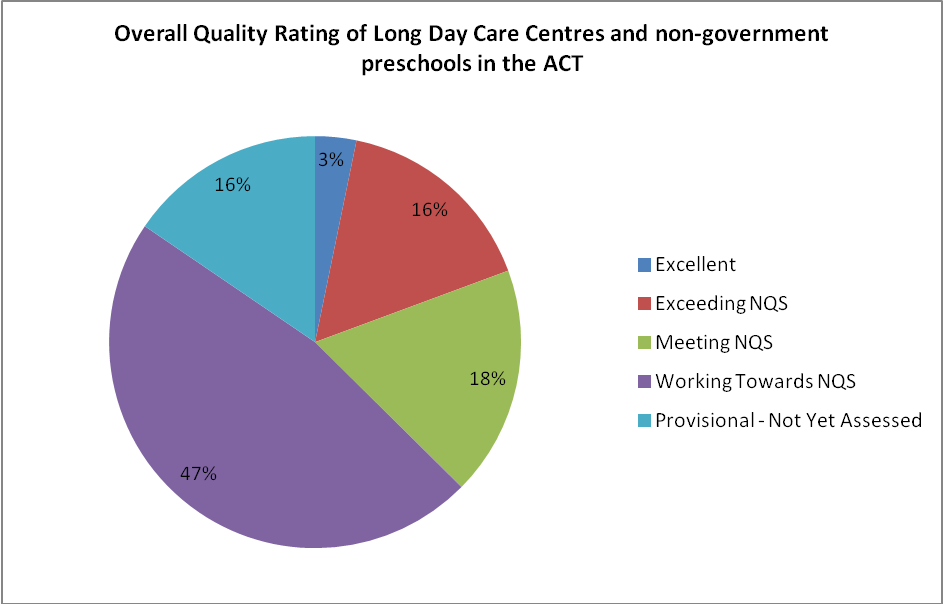 Overall Quality Rating of Long Day Care Centres and non-government
preschools in the ACT
3%
16%
16%
18%
47%
Excellent
Exceeding NQS
Meeting NQS
Working Towards NQS
Provisional - Not Yet Assessed